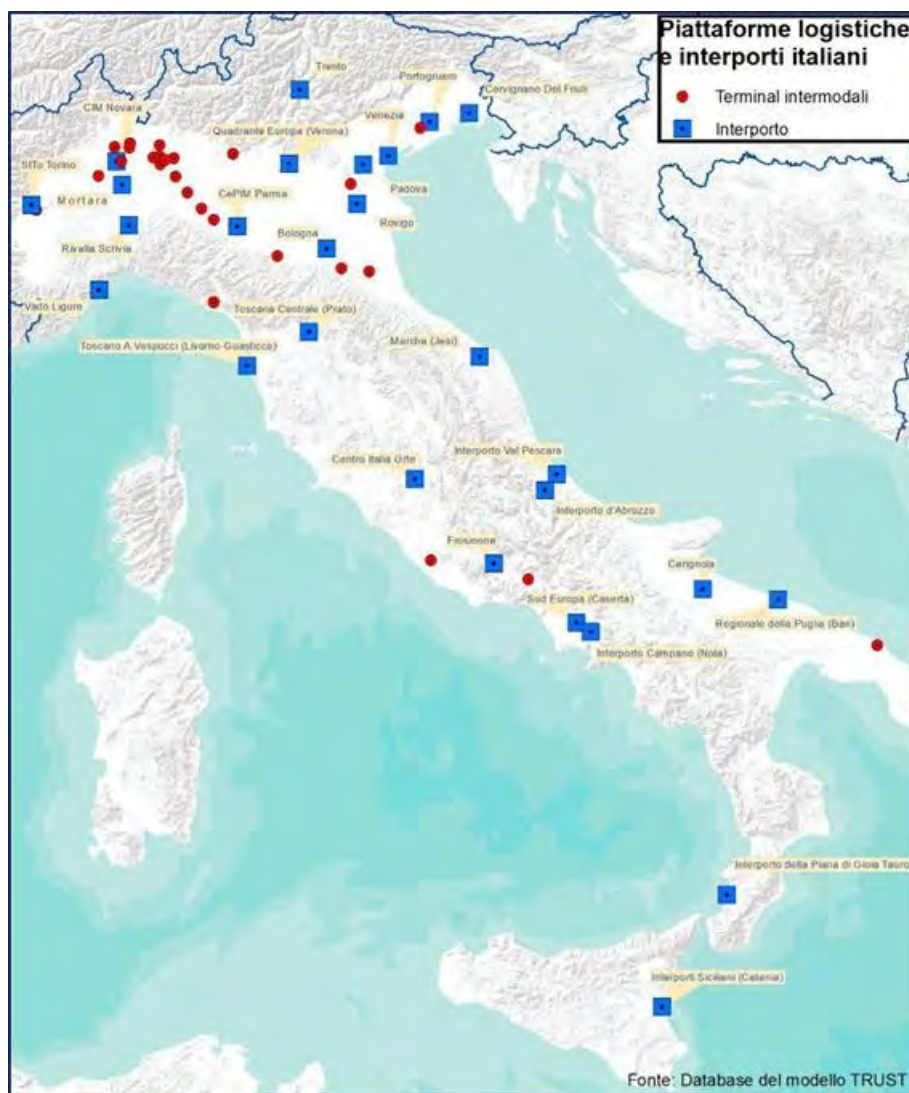 Piattaforme logistiche
e interporti italiani
Terminal intermodali
Interporto
Trento
Portogruaro
Cervignano Del Friuli
CIM Novara
Venezia
Quadrante Europa (Verona)
SITo Torino
CePIM Parma
Padova
Mortara
Rovigo
Bologna
Rivalta Scrivia
Vado Ligure
Toscana Centrale (Prato)
Toscano A.Vespucci (Livorno-Guasticce)
Marche (Jesi)
Interporto Val Pescara
Centro Italia Orte
Interporto d'Abruzzo
Frosinone
Cerignola
Sud Europa (Caserta)
Regionale della Puglia (Bari)
Interporto Campano (Nola)
Interporto della Piana di Gioia Tauro
Interporti Siciliani (Catania)
Fonte: Database del modello TRUST